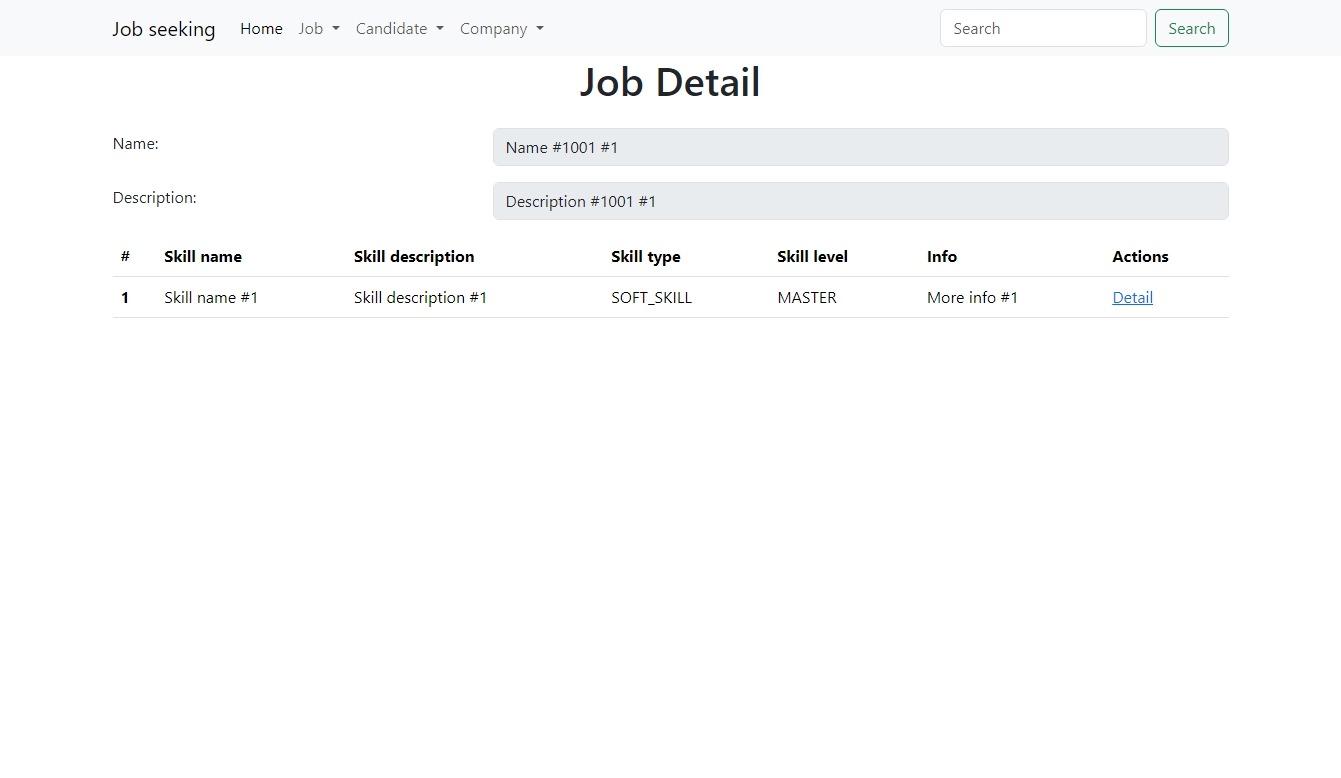 Job seeking Home Job Candidate Company Search Search
Job Detail
Name: Name #1001 #1
Description: Description #1001 #1
# Skill name Skill description Skill type Skill level Info Actions
1 Skill name #1 Skill description #1 SOFT_SKILL MASTER More info #1 Detail